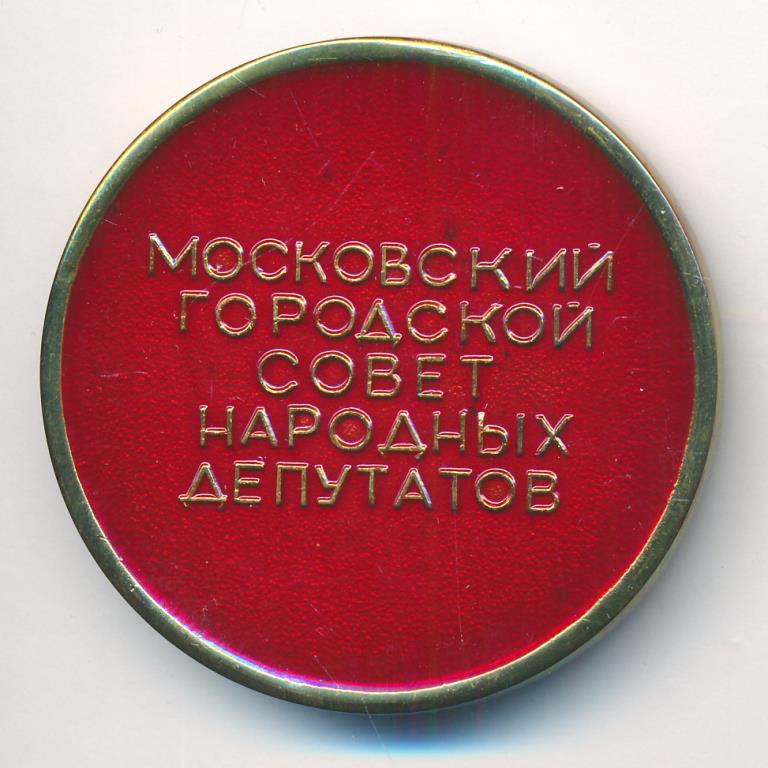 МОСКОВСКИЙ
ГОРОДСКОЙ
СОВЕТ
НАРОДНЫХ
ДЕПУТАТОВ